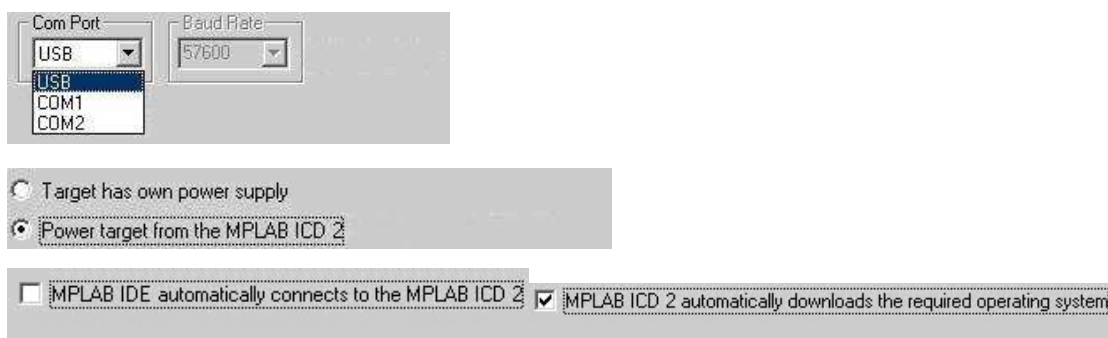 Com Port
Baud Rate
USB
57600
USB
COM1
COM2
Target has own power supply
Power target from the MPLAB ICD 2
MPLAB IDE automatically connects to the MPLAB ICD 2
MPLAB ICD 2 automatically downloads the required operating system